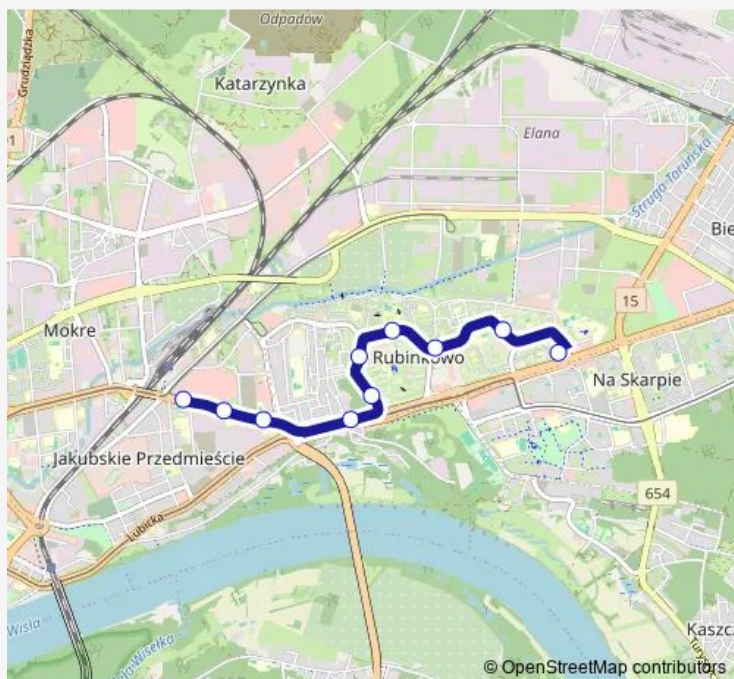 Odpadów
Grudziądzka
Katarzynka
Elana
Struga Toruńska
Bie
15
Mokre
Rubinkowo
Na Skarpie
Jakubskie Przedmieście
Lubicka
654
Wisła
Kaszcz
© OpenStreetMap contributors